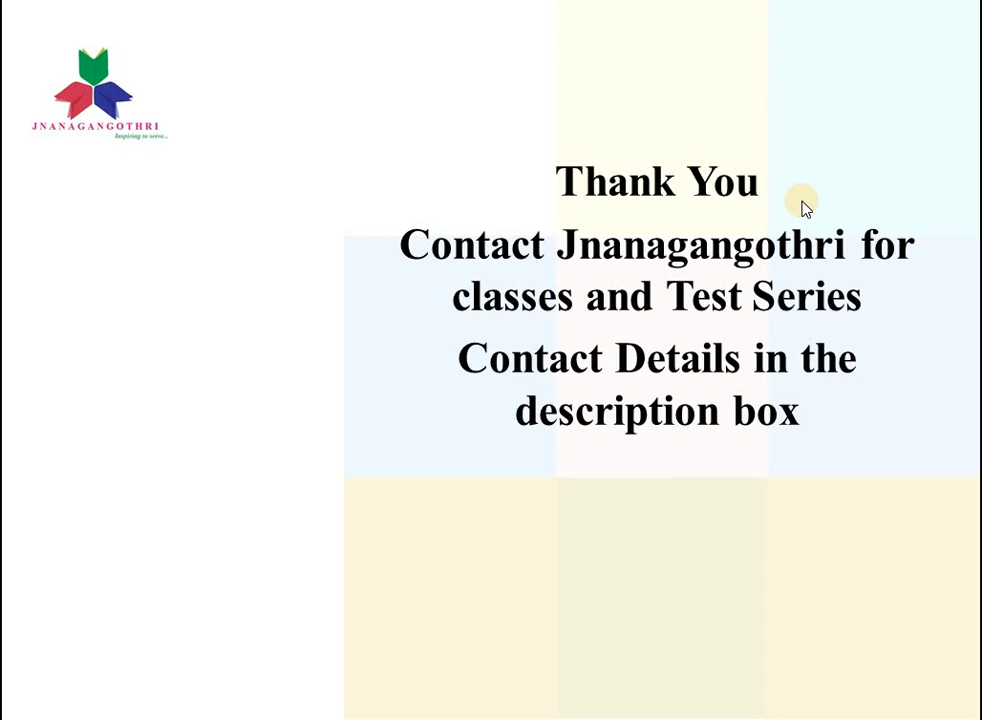 JNANAGANGOTHRI
Inspiring to serve...
Thank You
Contact Jnanagangothri for
classes and Test Series
Contact Details in the
description box